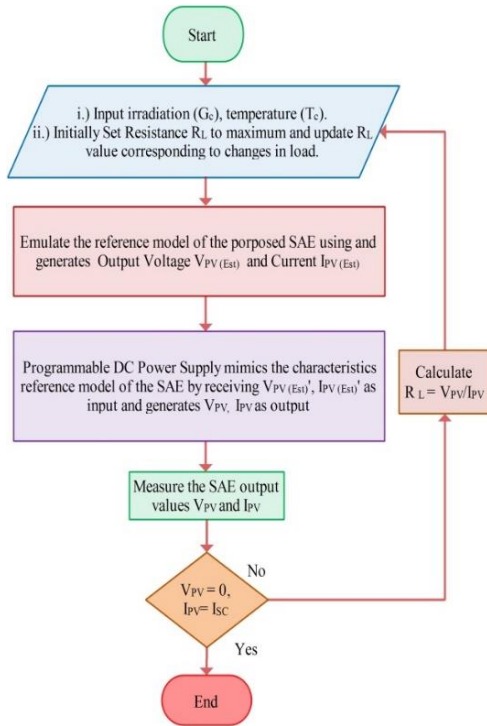 Start
i.) Input irradiation (Gc), temperature (Tc).
ii.) Initially Set Resistance RL to maximum and update RL
value corresponding to changes in load.
Emulate the reference model of the porposed SAE using and
generates Output Voltage VPV (Est) and Current IPV (Est)
Programmable DC Power Supply mimics the characteristics
reference model of the SAE by receiving VPV (Est)', IPV (Est)' as
input and generates VPV, IPV as output
Calculate
R L = VPV/IPV
Measure the SAE output
values VPV and IPV
VPV = 0,
IPV= ISC
No
Yes
End